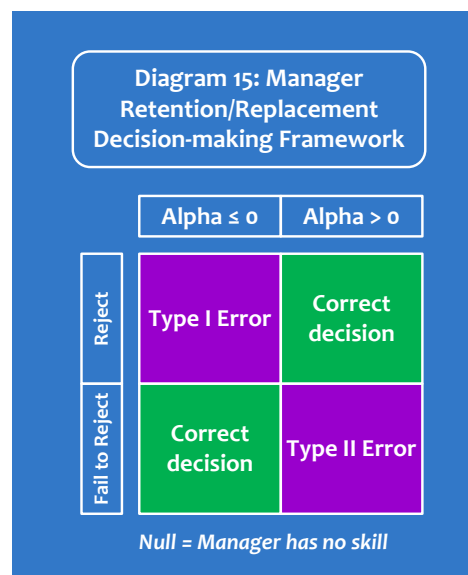 Diagram 15: Manager
Retention/Replacement
Decision-making Framework
Alpha ≤ 0
Alpha > 0
Reject
Type I Error
Correct
decision
Fail to Reject
Correct
decision
Type II Error
Null = Manager has no skill